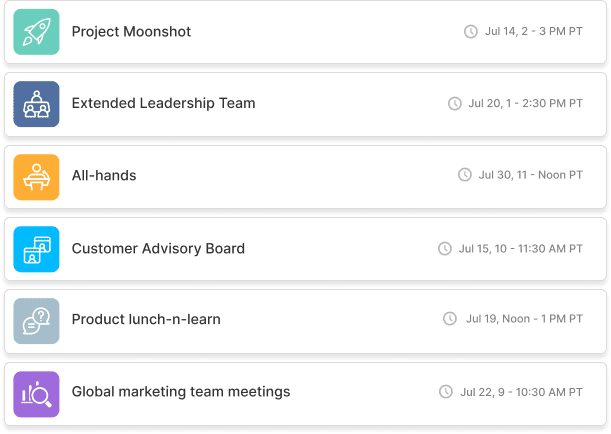 Project Moonshot Jul 14, 2 - 3 PM PT
Extended Leadership Team Jul 20, 1 - 2:30 PM PT
All-hands Jul 30, 11 - Noon PT
Customer Advisory Board Jul 15, 10 - 11:30 AM PT
Product lunch-n-learn Jul 19, Noon - 1 PM PT
Global marketing team meetings Jul 22, 9 - 10:30 AM PT